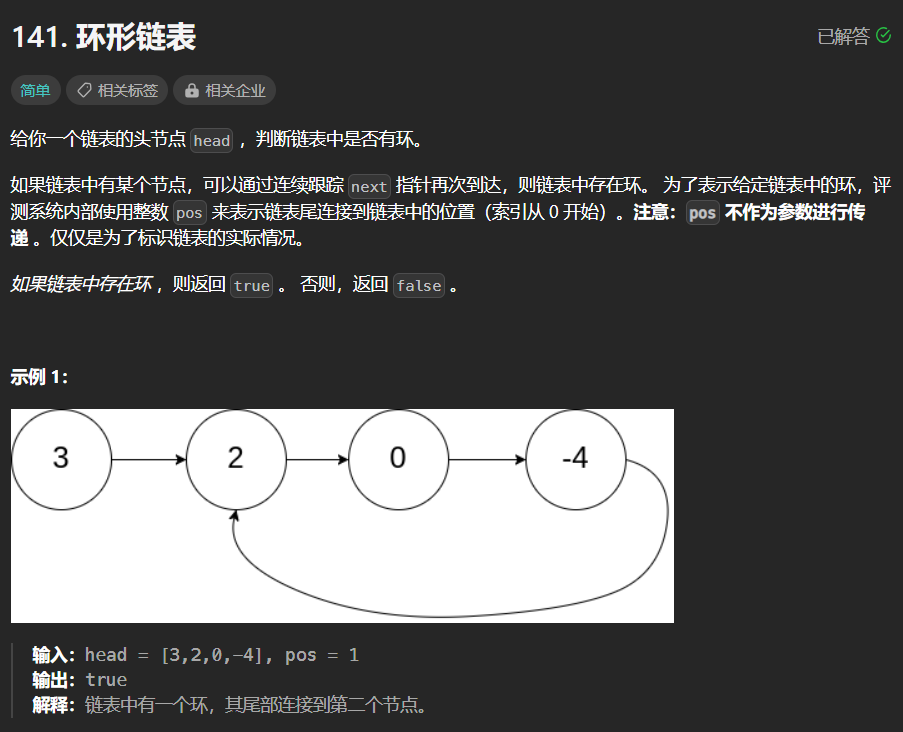 141. 环形链表
已解答
简单 相关标签 相关企业
给你一个链表的头节点 head ，判断链表中是否有环。
如果链表中有某个节点，可以通过连续跟踪 next 指针再次到达，则链表中存在环。 为了表示给定链表中的环，评
测系统内部使用整数 pos 来表示链表尾连接到链表中的位置（索引从 0 开始）。注意：pos 不作为参数进行传
递 。仅仅是为了标识链表的实际情况。
如果链表中存在环 ，则返回 true 。 否则，返回 false 。
示例 1：
3 2 0 -4
输入：head = [3,2,0,-4], pos = 1
输出：true
解释：链表中有一个环，其尾部连接到第二个节点。